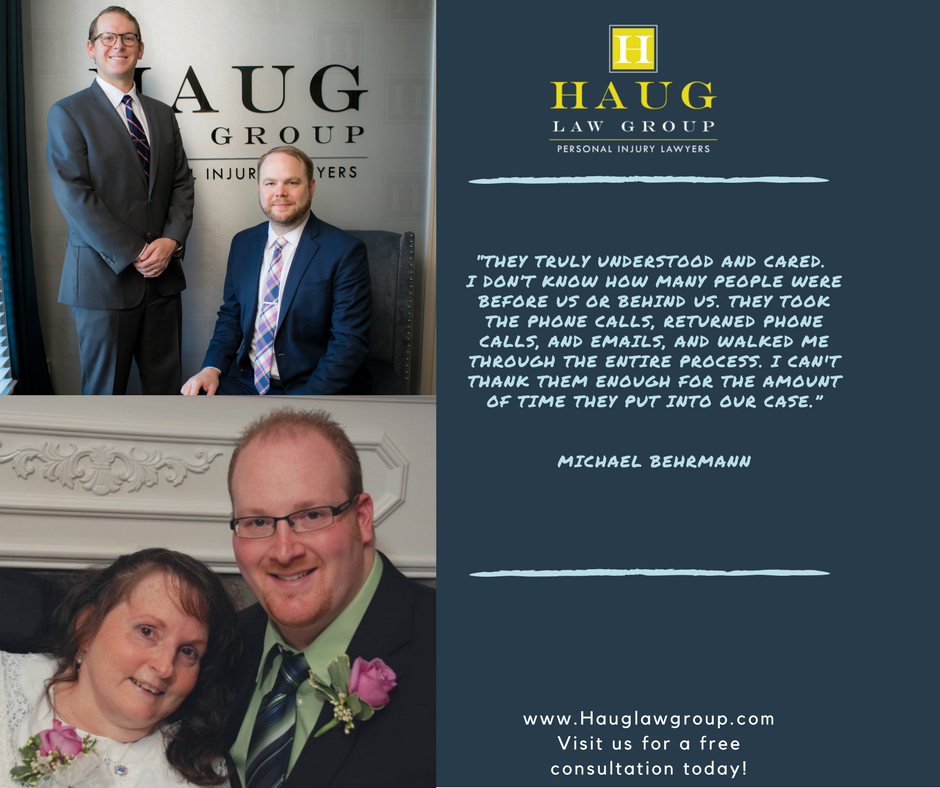 HAUG
GROUP
INJUR
YERS
H
HAUG
LAW GROUP
PERSONAL INJURY LAWYERS
"THEY TRULY UNDERSTOOD AND CARED.
I DON'T KNOW HOW MANY PEOPLE WERE
BEFORE US OR BEHIND US. THEY TOOK
THE PHONE CALLS, RETURNED PHONE
CALLS, AND EMAILS, AND WALKED ME
THROUGH THE ENTIRE PROCESS. I CAN'T
THANK THEM ENOUGH FOR THE AMOUNT
OF TIME THEY PUT INTO OUR CASE."
MICHAEL BEHRMANN
www.Hauglawgroup.com
Visit us for a free
consultation today!